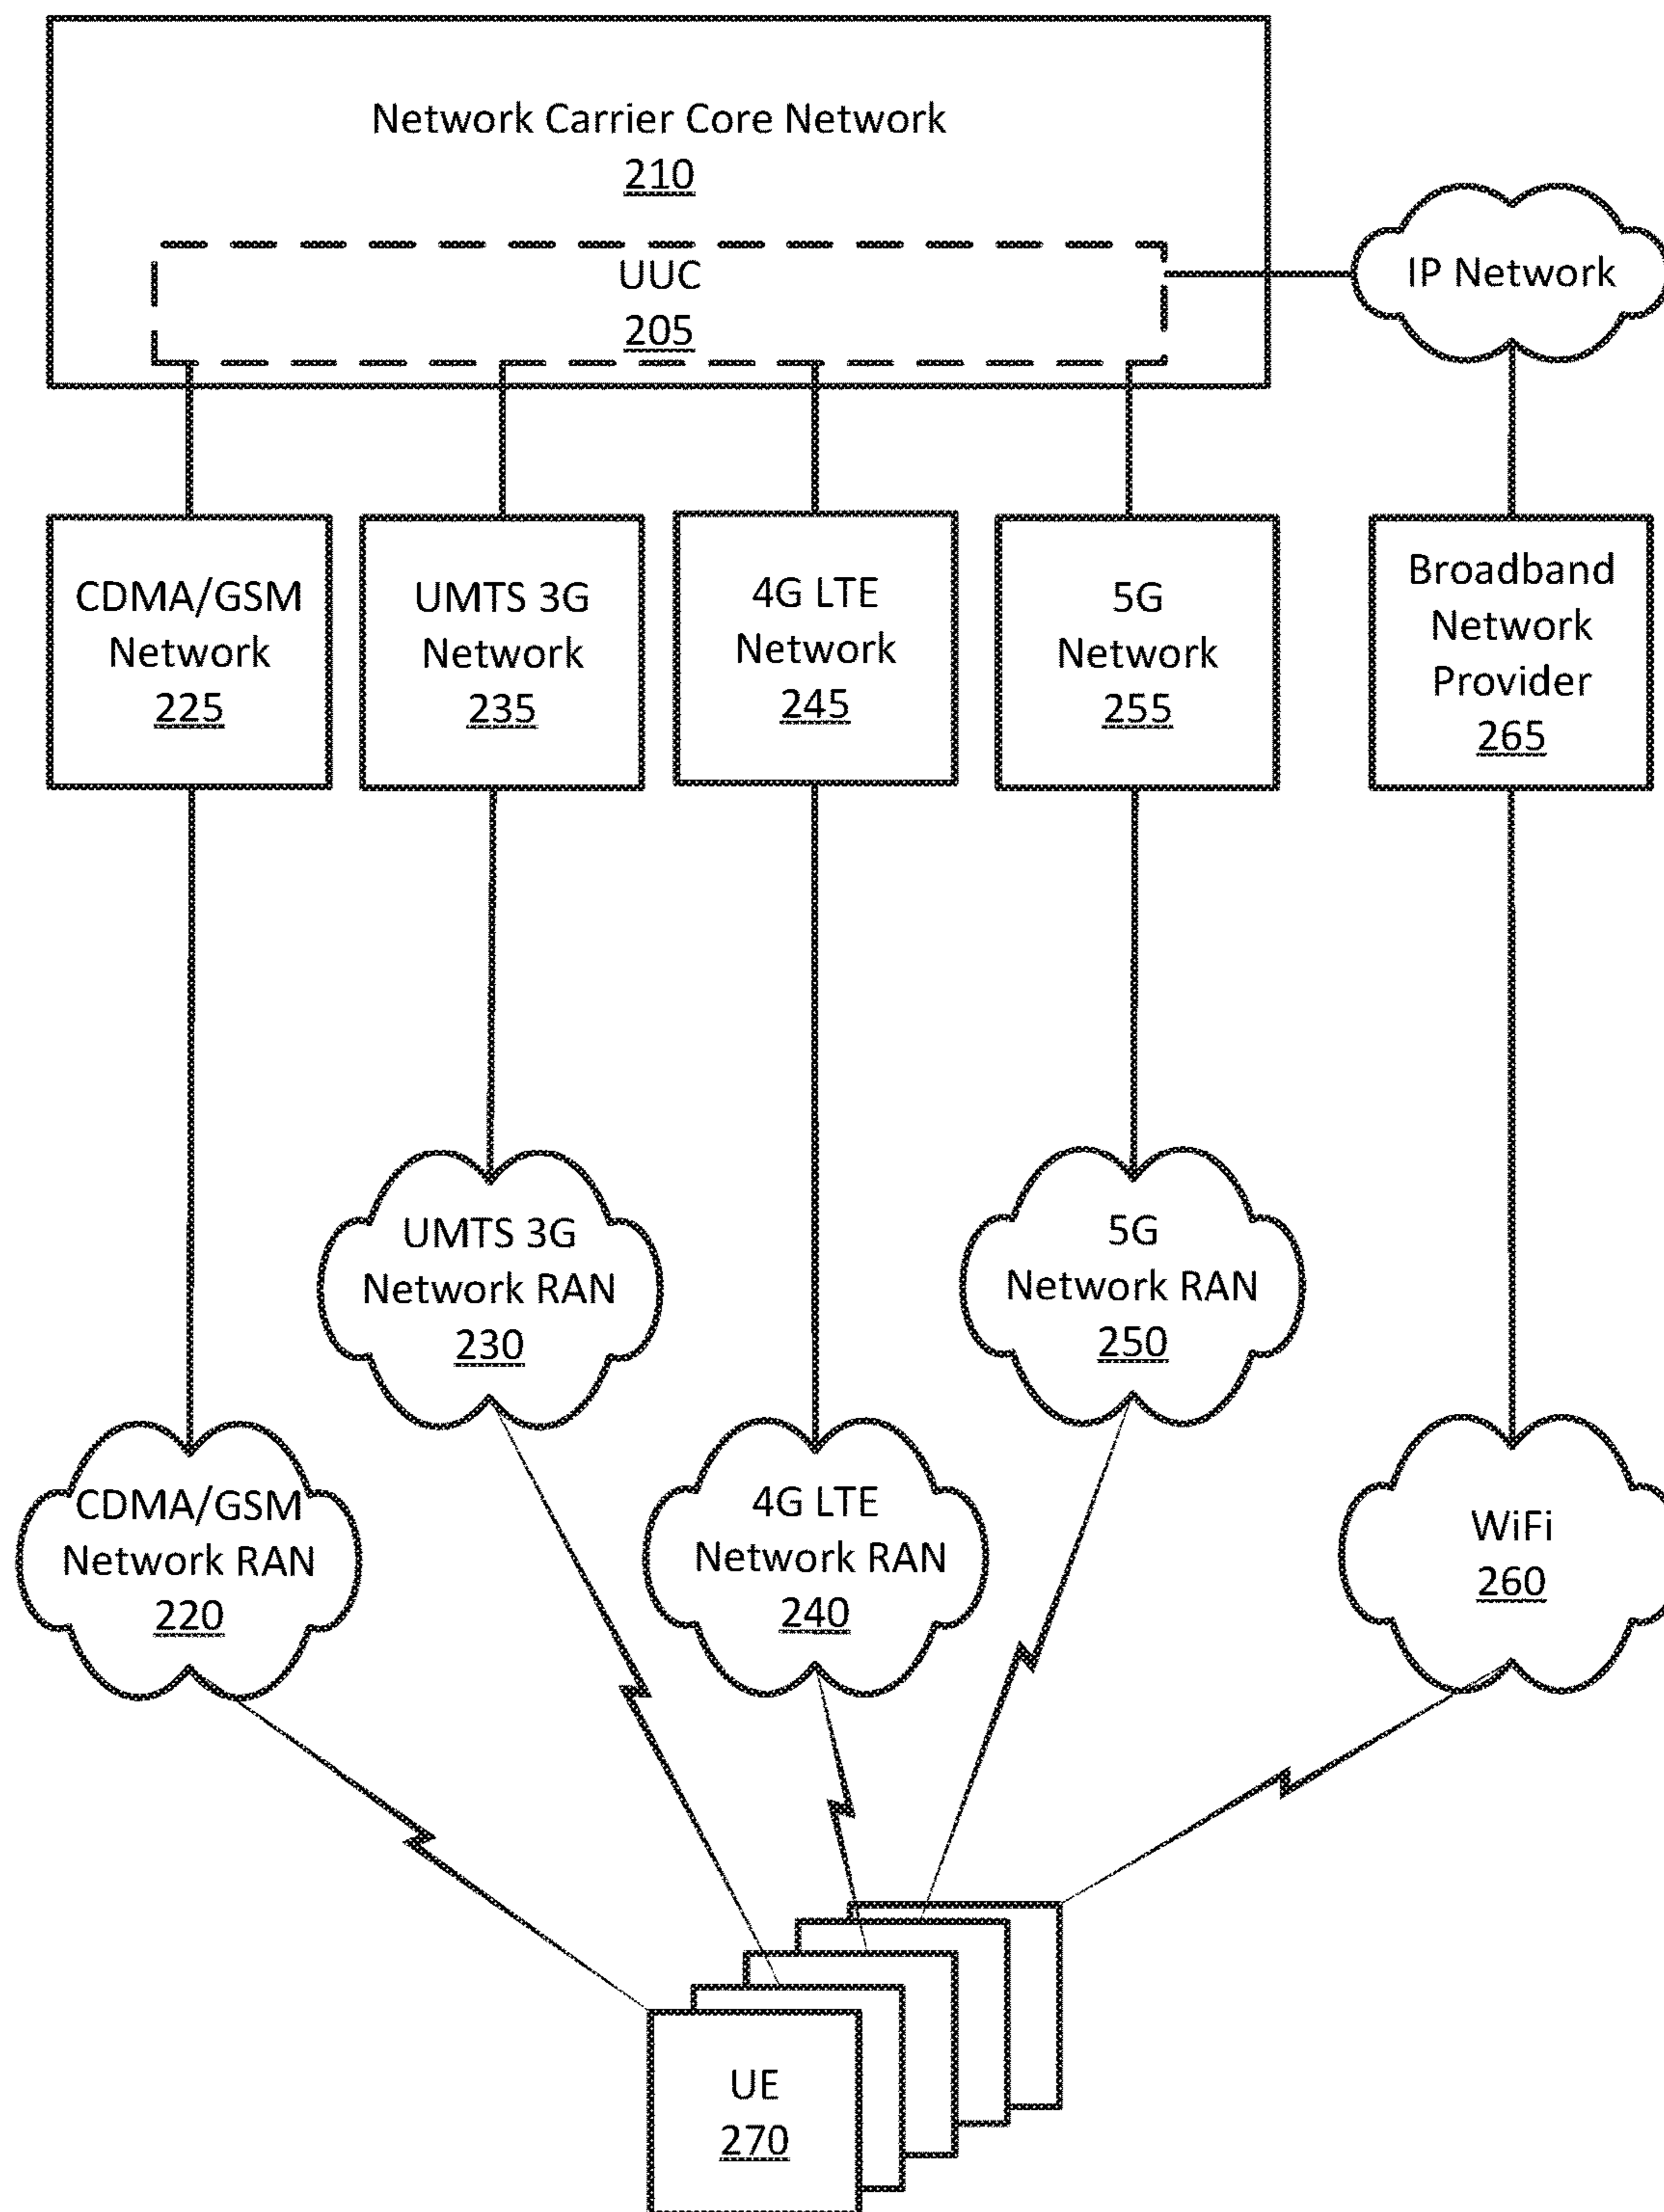 Network Carrier Core Network
210
UUC
205
IP Network
CDMA/GSM
Network
225
UMTS 3G
Network
235
4G LTE
Network
245
5G
Network
255
Broadband
Network
Provider
265
UMTS 3G
Network RAN
230
5G
Network RAN
250
CDMA/GSM
Network RAN
220
4G LTE
Network RAN
240
WiFi
260
UE
270